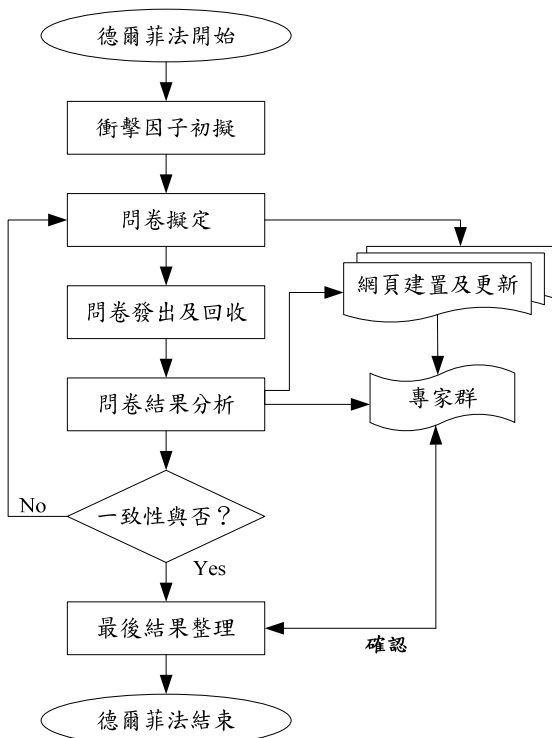 德爾菲法開始
衝擊因子初擬
問卷擬定
網頁建置及更新
問卷發出及回收
問卷結果分析
專家群
No
一致性與否？
Yes
最後結果整理
確認
德爾菲法結束